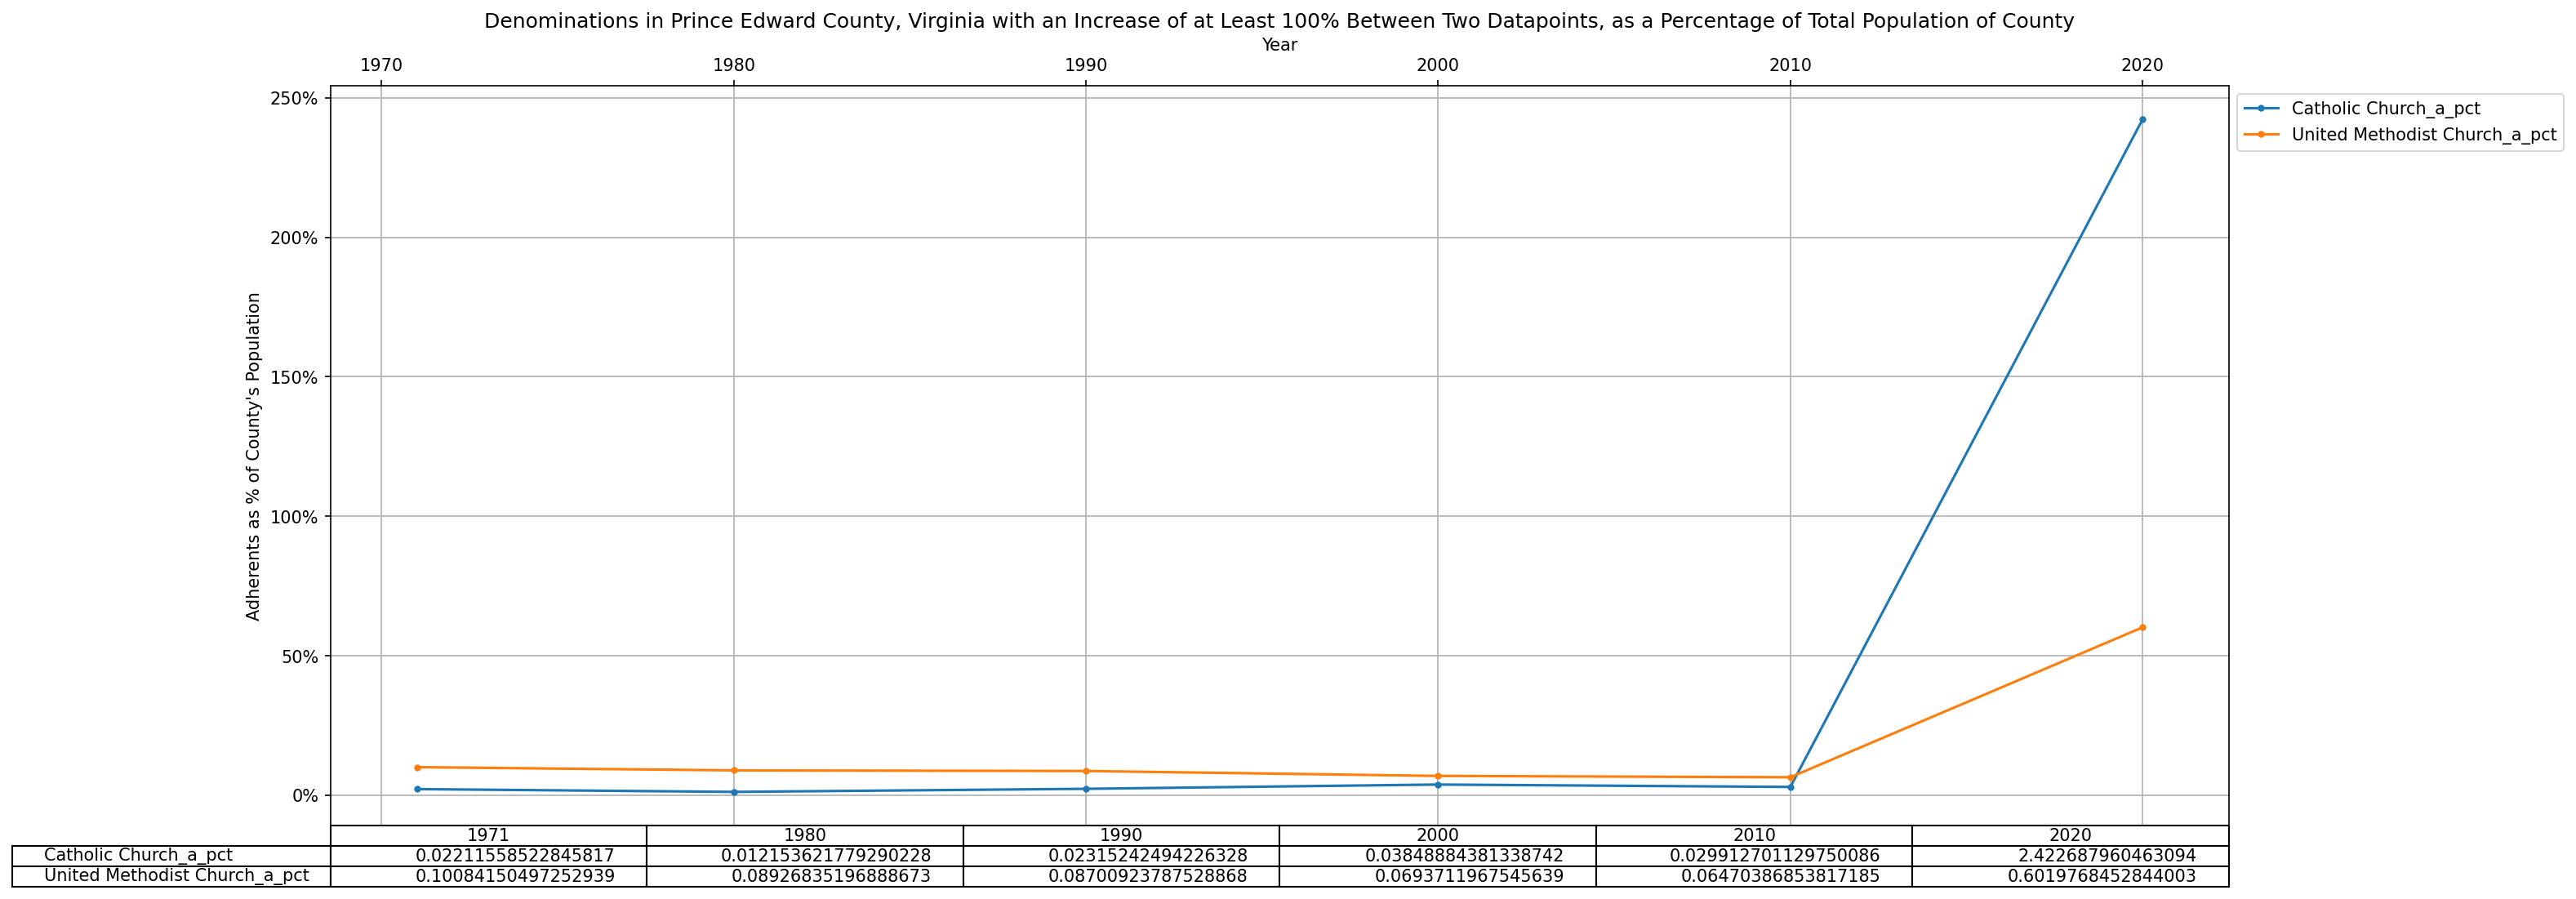 Denominations in Prince Edward County, Virginia with an Increase of at Least 100% Between Two Datapoints, as a Percentage of Total Population of County
Year
1970 1980 1990 2000 2010 2020
250%
200%
150%
100%
50%
0%
Adherents as % of County's Population
Catholic Church_a_pct
United Methodist Church_a_pct
1971 1980 1990 2000 2010 2020
Catholic Church_a_pct 0.02211558522845817 0.012153621779290228 0.02315242494226328 0.03848884381338742 0.029912701129750086 2.422687960463094
United Methodist Church_a_pct 0.10084150497252939 0.08926835196888673 0.08700923787528868 0.0693711967545639 0.06470386853817185 0.6019768452844003